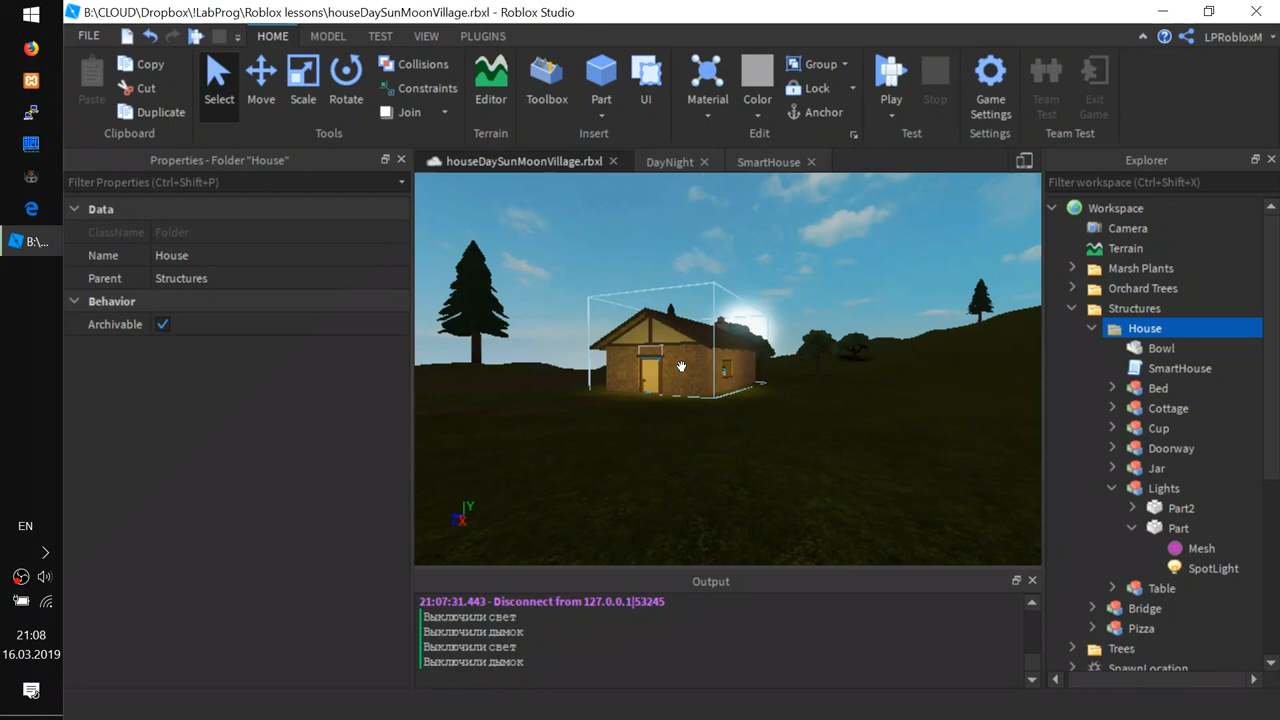 B:\CLOUD\Dropbox\!LabProg\Roblox lessons\houseDaySunMoonVillage.rbxl - Roblox Studio
FILE HOME MODEL TEST VIEW PLUGINS LPRobloxM
Paste Copy Cut Duplicate
Clipboard
Select Move Scale Rotate Collisions Constraints Join
Tools
Editor
Terrain
Toolbox Part UI
Insert
Material Color Group Lock Anchor
Edit
Play Stop
Test
Game Settings
Settings
Team Test Exit Game
Team Test
Properties - Folder "House"
Filter Properties (Ctrl+Shift+P)
Data
ClassName Folder
Name House
Parent Structures
Behavior
Archivable
houseDaySunMoonVillage.rbxl DayNight SmartHouse
Y
Z X
Output
21:07:31.443 - Disconnect from 127.0.0.1|53245
Выключили свет
Выключили дымок
Выключили свет
Выключили дымок
Explorer
Filter workspace (Ctrl+Shift+X)
Workspace
Camera
Terrain
Marsh Plants
Orchard Trees
Structures
House
Bowl
SmartHouse
Bed
Cottage
Cup
Doorway
Jar
Lights
Part2
Part
Mesh
SpotLight
Table
Bridge
Pizza
Trees
SpawnLocation
B:\...
EN
21:08
16.03.2019